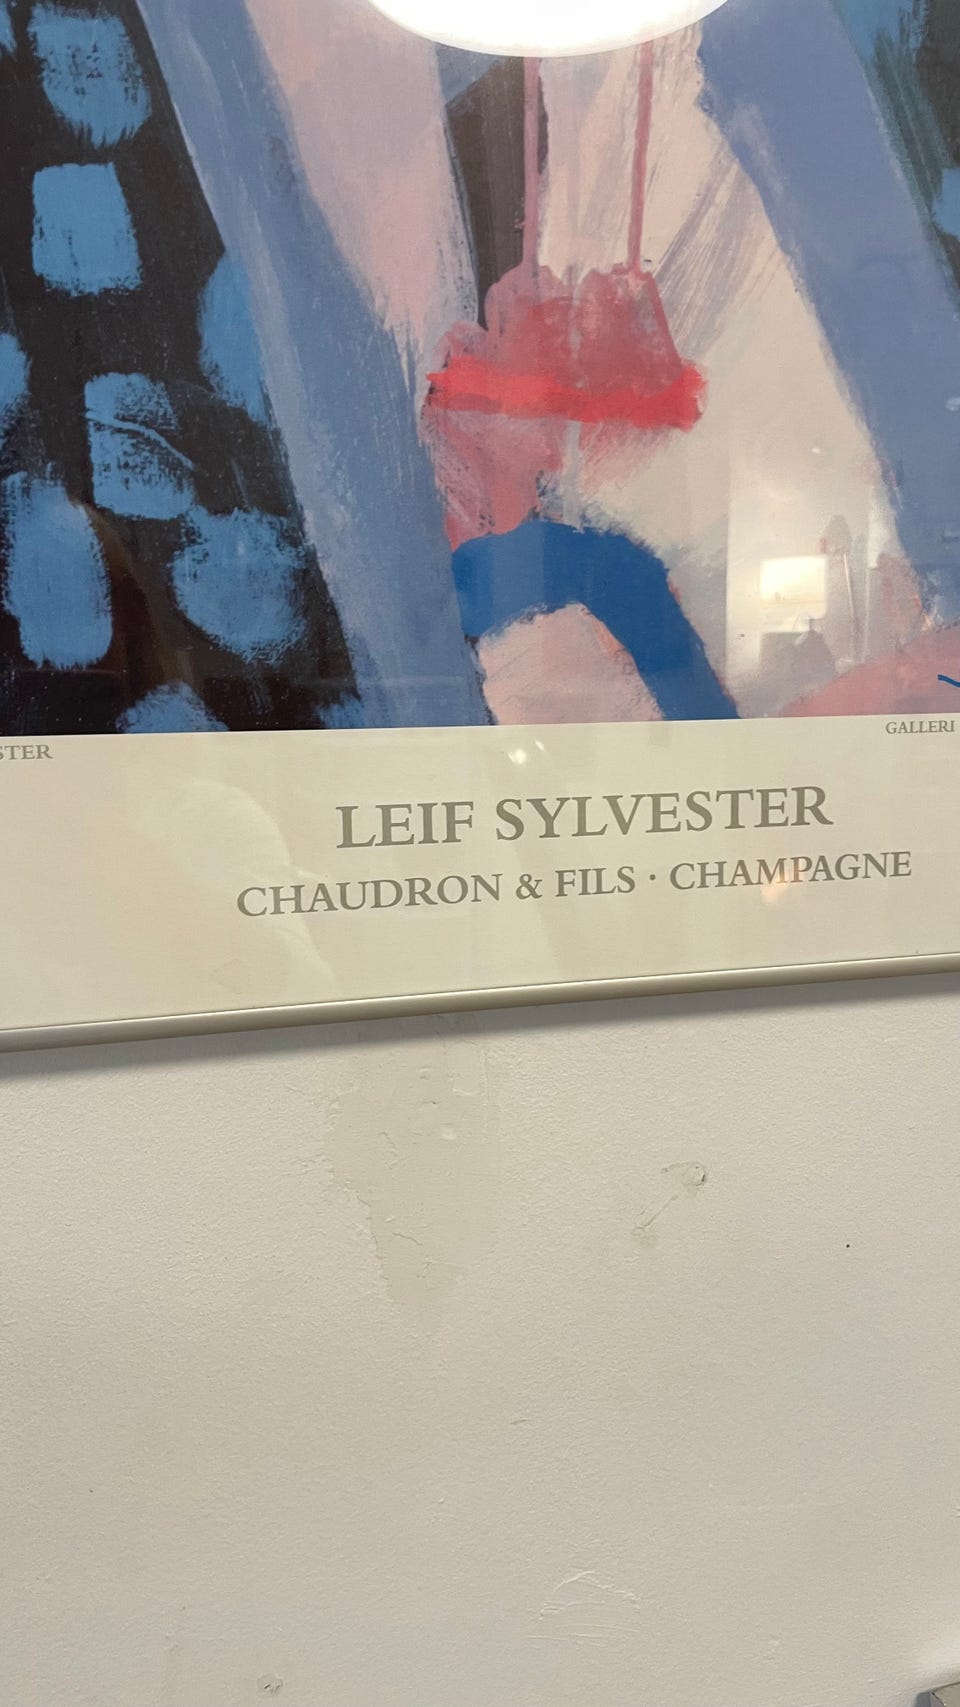 STER
GALLERI
LEIF SYLVESTER
CHAUDRON & FILS · CHAMPAGNE